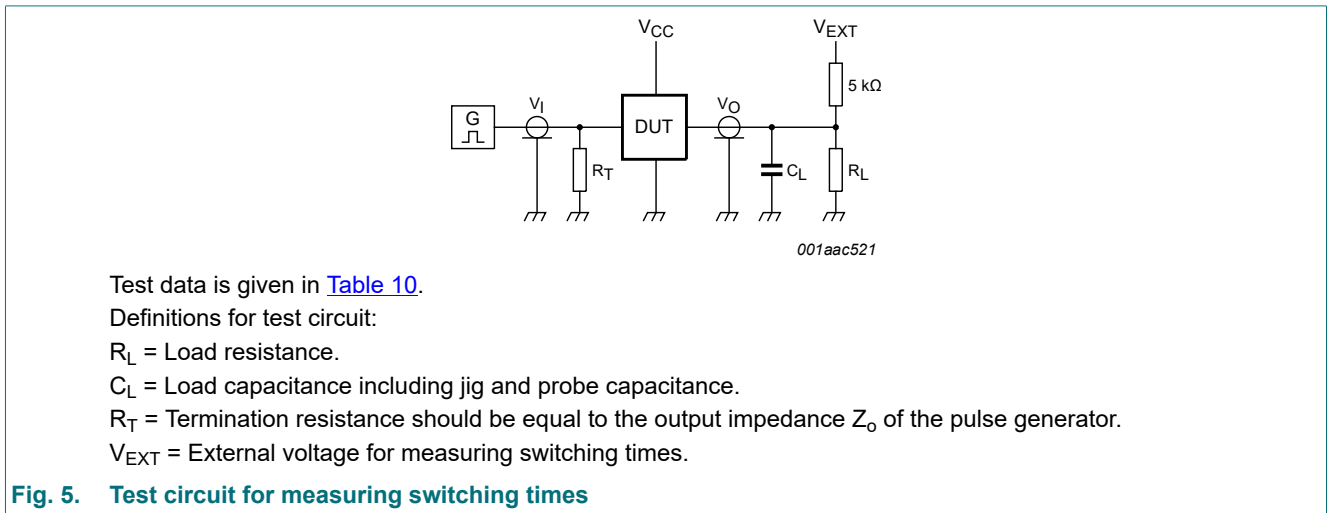 VCC
VEXT
5 kΩ
G
VI
DUT
VO
RT
CL
RL
001aac521
Test data is given in Table 10.
Definitions for test circuit:
RL = Load resistance.
CL = Load capacitance including jig and probe capacitance.
RT = Termination resistance should be equal to the output impedance Zo of the pulse generator.
VEXT = External voltage for measuring switching times.
Fig. 5. Test circuit for measuring switching times